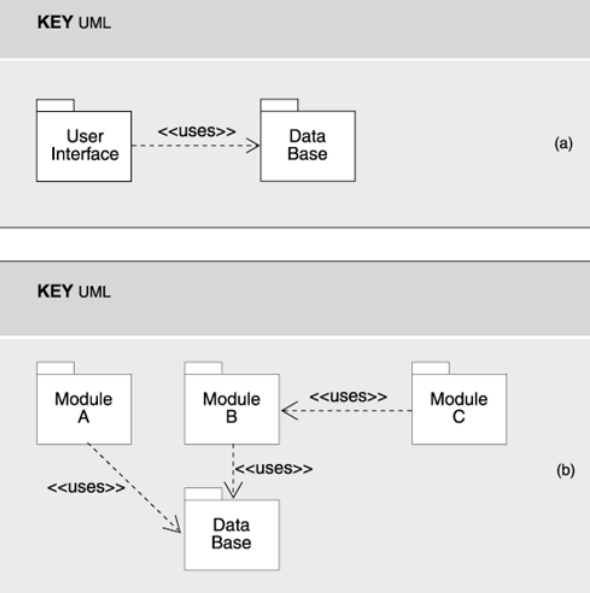 KEY UML
<<uses>>
User
Interface
Data
Base
(a)
KEY UML
Module
A
Module
B
<<uses>>
Module
C
<<uses>>
<<uses>>
(b)
Data
Base